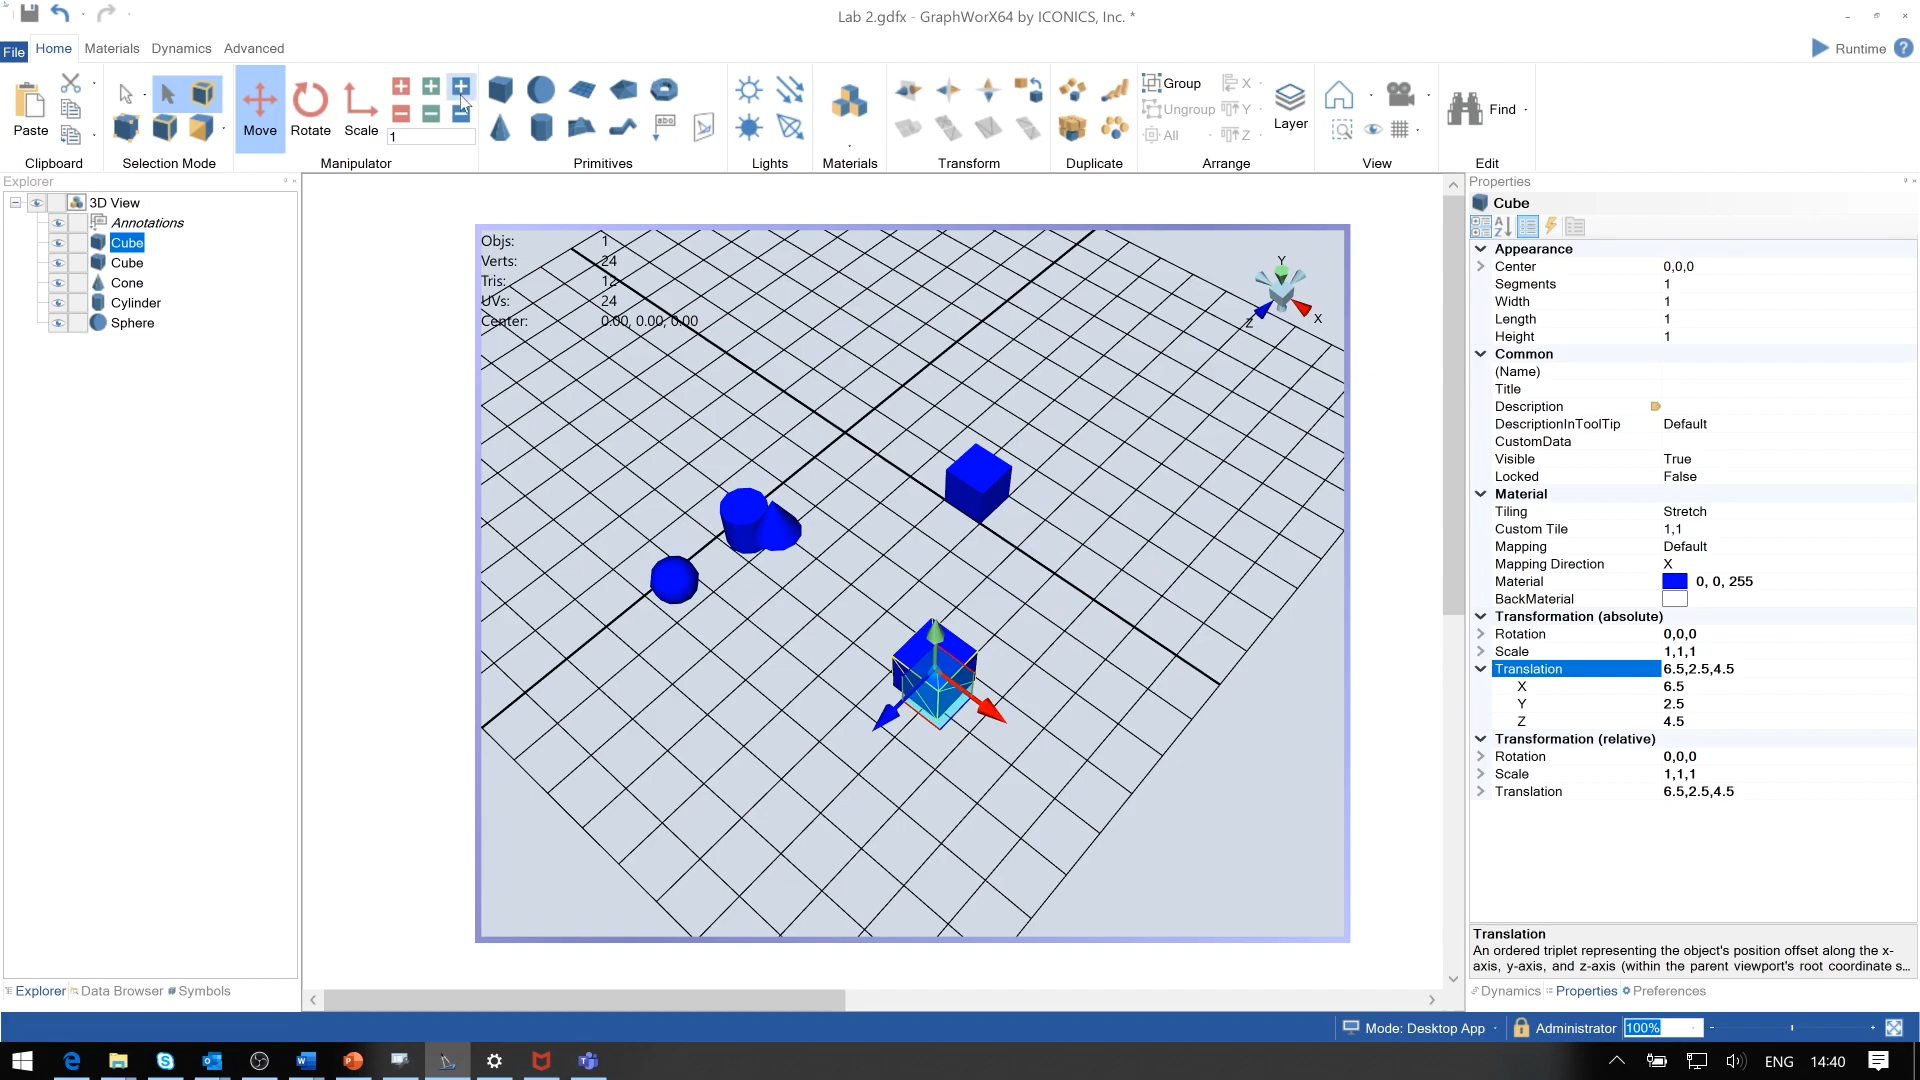 Lab 2.gdfx - GraphWorX64 by ICONICS, Inc. *
File Home Materials Dynamics Advanced
Runtime
Paste
Move Rotate Scale
1
abc
Group
Ungroup
All
X
Y
Z
Layer
Find
Clipboard Selection Mode Manipulator Primitives Lights Materials Transform Duplicate Arrange View Edit
Explorer
3D View
Annotations
Cube
Cube
Cone
Cylinder
Sphere
Objs: 1
Verts: 24
Tris: 12
UVs: 24
Center: 0.00, 0.00, 0.00
Y
Z
X
Properties
Cube
Appearance
Center 0,0,0
Segments 1
Width 1
Length 1
Height 1
Common
(Name)
Title
Description
DescriptionInToolTip Default
CustomData
Visible True
Locked False
Material
Tiling Stretch
Custom Tile 1,1
Mapping Default
Mapping Direction X
Material 0, 0, 255
BackMaterial
Transformation (absolute)
Rotation 0,0,0
Scale 1,1,1
Translation 6.5,2.5,4.5
X 6.5
Y 2.5
Z 4.5
Transformation (relative)
Rotation 0,0,0
Scale 1,1,1
Translation 6.5,2.5,4.5
Translation
An ordered triplet representing the object's position offset along the x-
axis, y-axis, and z-axis (within the parent viewport's root coordinate s...
Explorer Data Browser Symbols
Dynamics Properties Preferences
Mode: Desktop App Administrator 100%
ENG 14:40